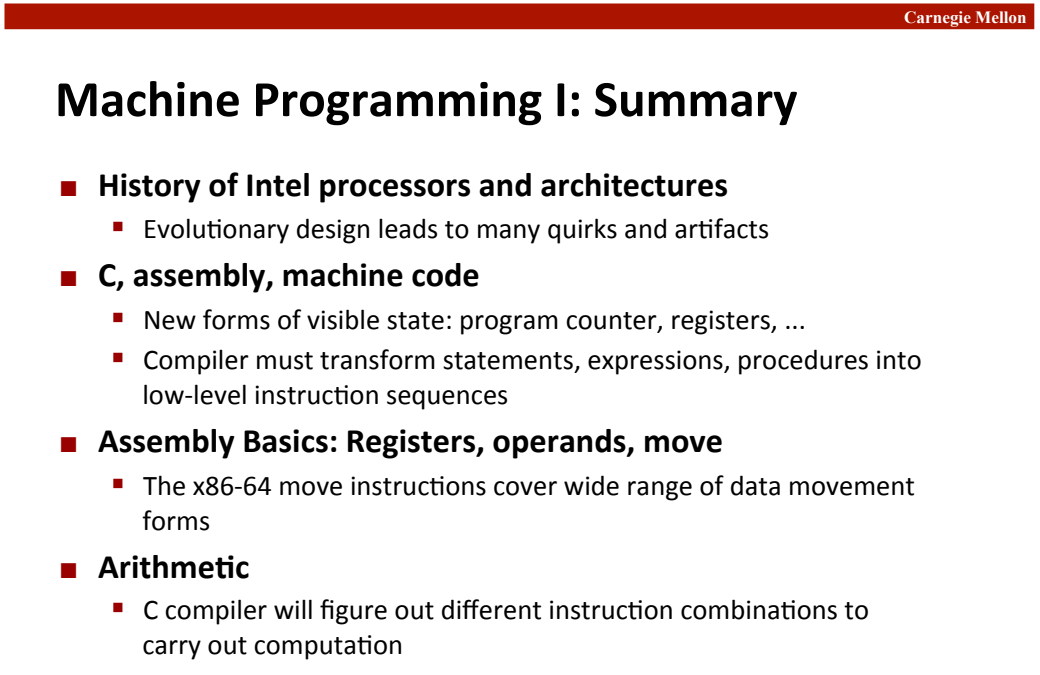 Carnegie Mellon
Machine Programming I: Summary
■ History of Intel processors and architectures
▪ Evolutionary design leads to many quirks and artifacts
■ C, assembly, machine code
▪ New forms of visible state: program counter, registers, ...
▪ Compiler must transform statements, expressions, procedures into
low-level instruction sequences
■ Assembly Basics: Registers, operands, move
▪ The x86-64 move instructions cover wide range of data movement
forms
■ Arithmetic
▪ C compiler will figure out different instruction combinations to
carry out computation